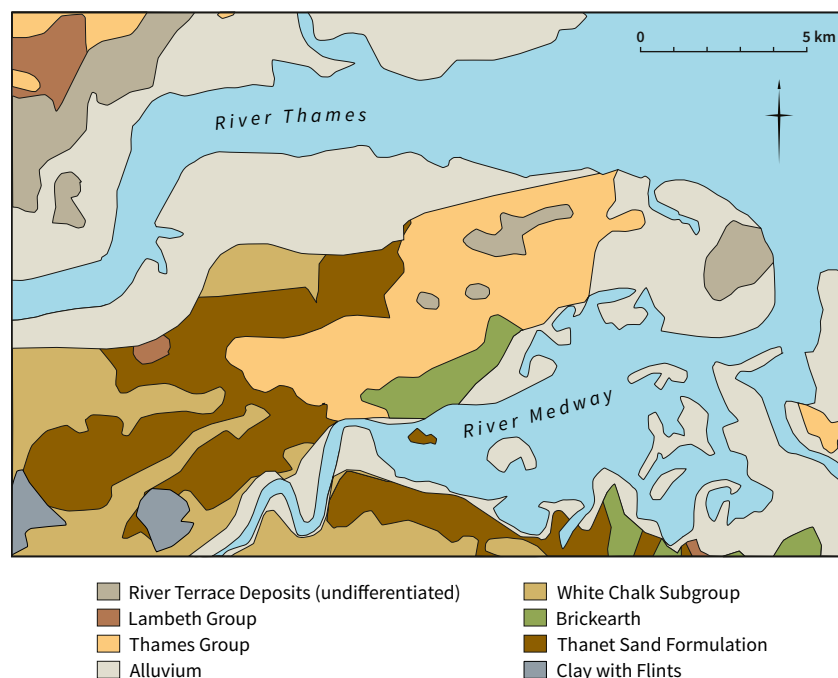 0 5 km
River Thames
River Medway
River Terrace Deposits (undifferentiated)
Lambeth Group
Thames Group
Alluvium
White Chalk Subgroup
Brickearth
Thanet Sand Formulation
Clay with Flints